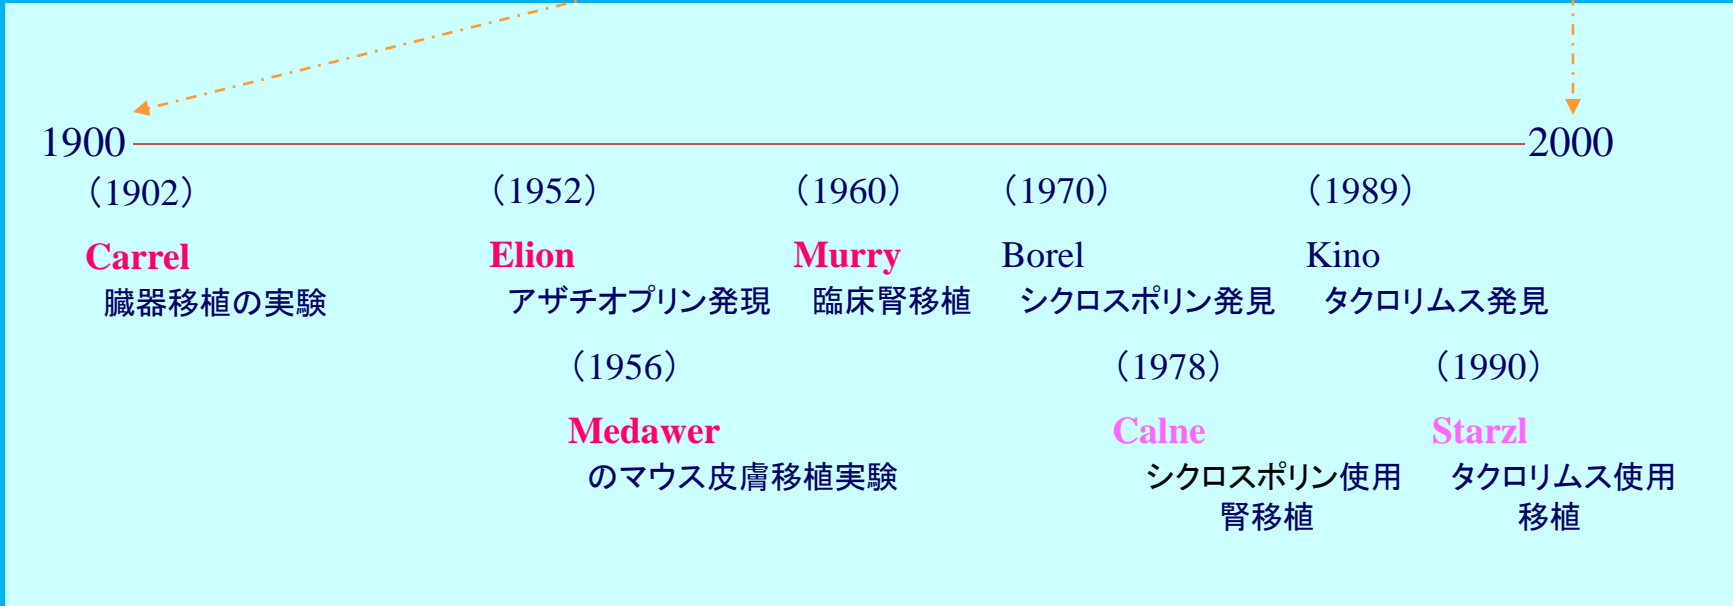 1900 2000
（1902） （1952） （1960） （1970） （1989）
Carrel Elion Murry Borel Kino
臓器移植の実験 アザチオプリン発現 臨床腎移植 シクロスポリン発見 タクロリムス発見
（1956） （1978） （1990）
Medawer Calne Starzl
のマウス皮膚移植実験 シクロスポリン使用 タクロリムス使用
腎移植 移植